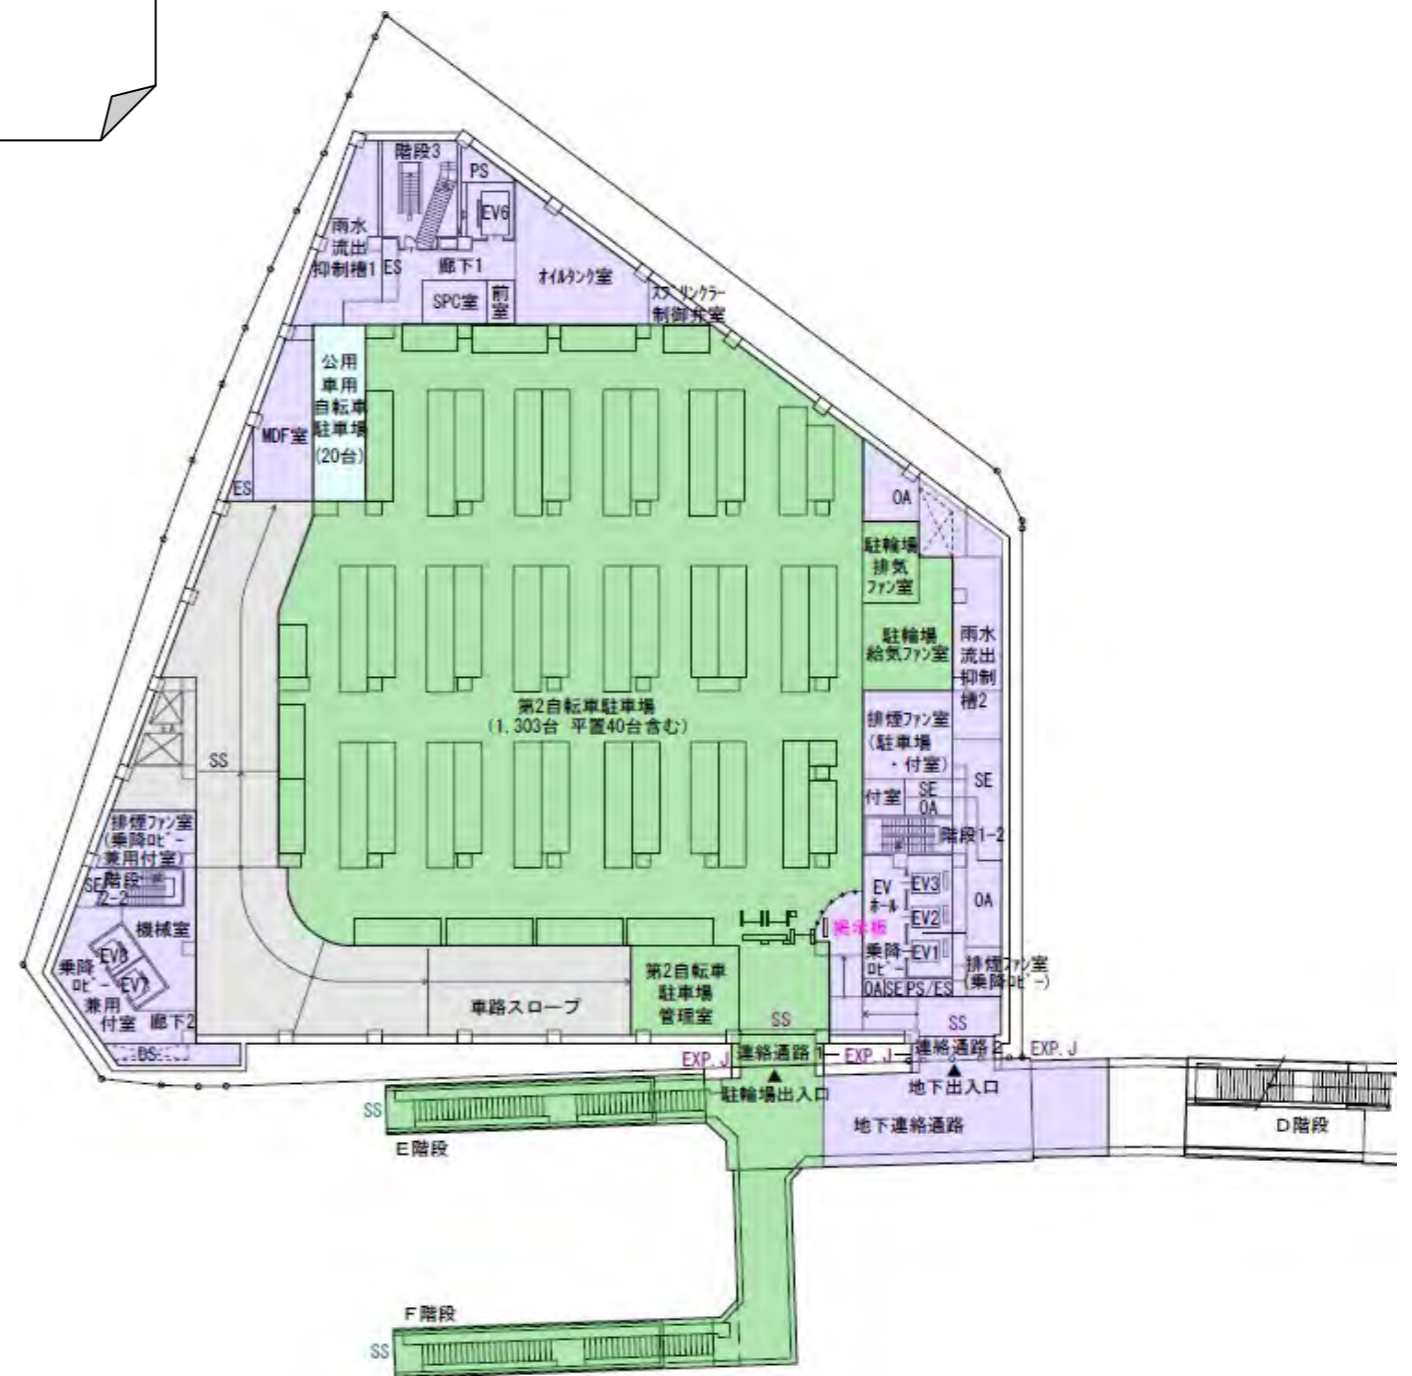 階段3
PS
EV6
雨水
流出
抑制槽1
ES
廊下1
SPC室
前
室
オイルタンク室
スプリンクラー
制御弁室
公用
車用
自転車
駐車場
(20台)
MDF室
ES
OA
駐輪場
排気
ファン室
駐輪場
給気ファン室
雨水
流出
抑制
槽2
第2自転車駐車場
(1,303台 平置40台含む)
排煙ファン室
(駐車場
・付室)
付室
SE
OA
SE
階段1-2
SS
排煙ファン室
(乗降ロビー
兼用付室)
SE
階段
2-2
機械室
EV8
EV7
乗降
ロビー
兼用
付室
廊下2
DS
EV
ホール
EV3
EV2
EV1
OA
掲示板
乗降
ロビー
排煙ファン室
(乗降ロビー)
OA
SE
PS/ES
第2自転車
駐車場
管理室
車路スロープ
SS
SS
EXP.J
連絡通路1
EXP.J
連絡通路2
EXP.J
駐輪場出入口
地下出入口
地下連絡通路
SS
E階段
D階段
F階段
SS